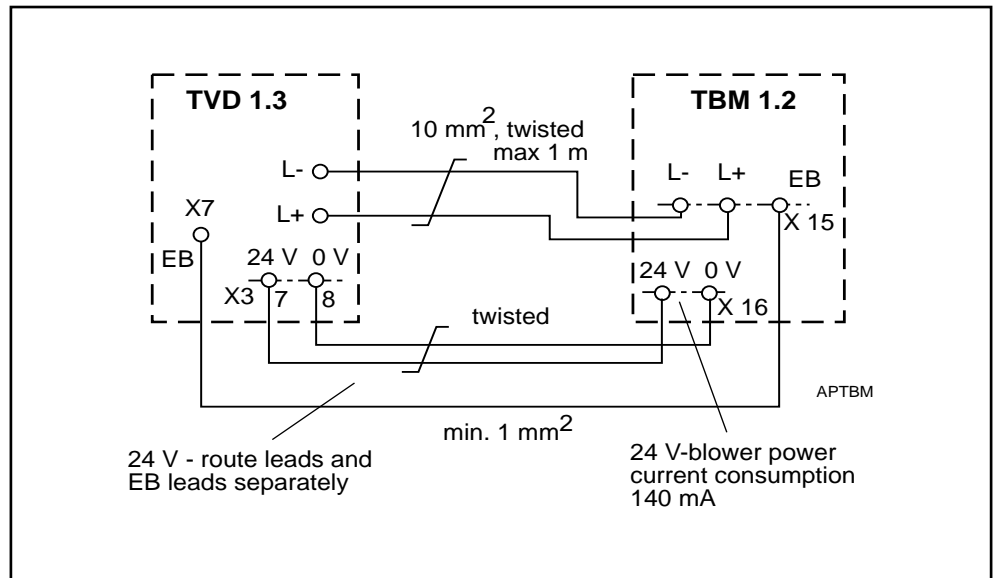 TVD 1.3
TBM 1.2
10 mm², twisted
max 1 m
L-
L+
L- L+ EB
X 15
X7
EB
24 V 0 V
X3 7 8
24 V 0 V
X 16
twisted
APTBM
min. 1 mm²
24 V - route leads and
EB leads separately
24 V-blower power
current consumption
140 mA